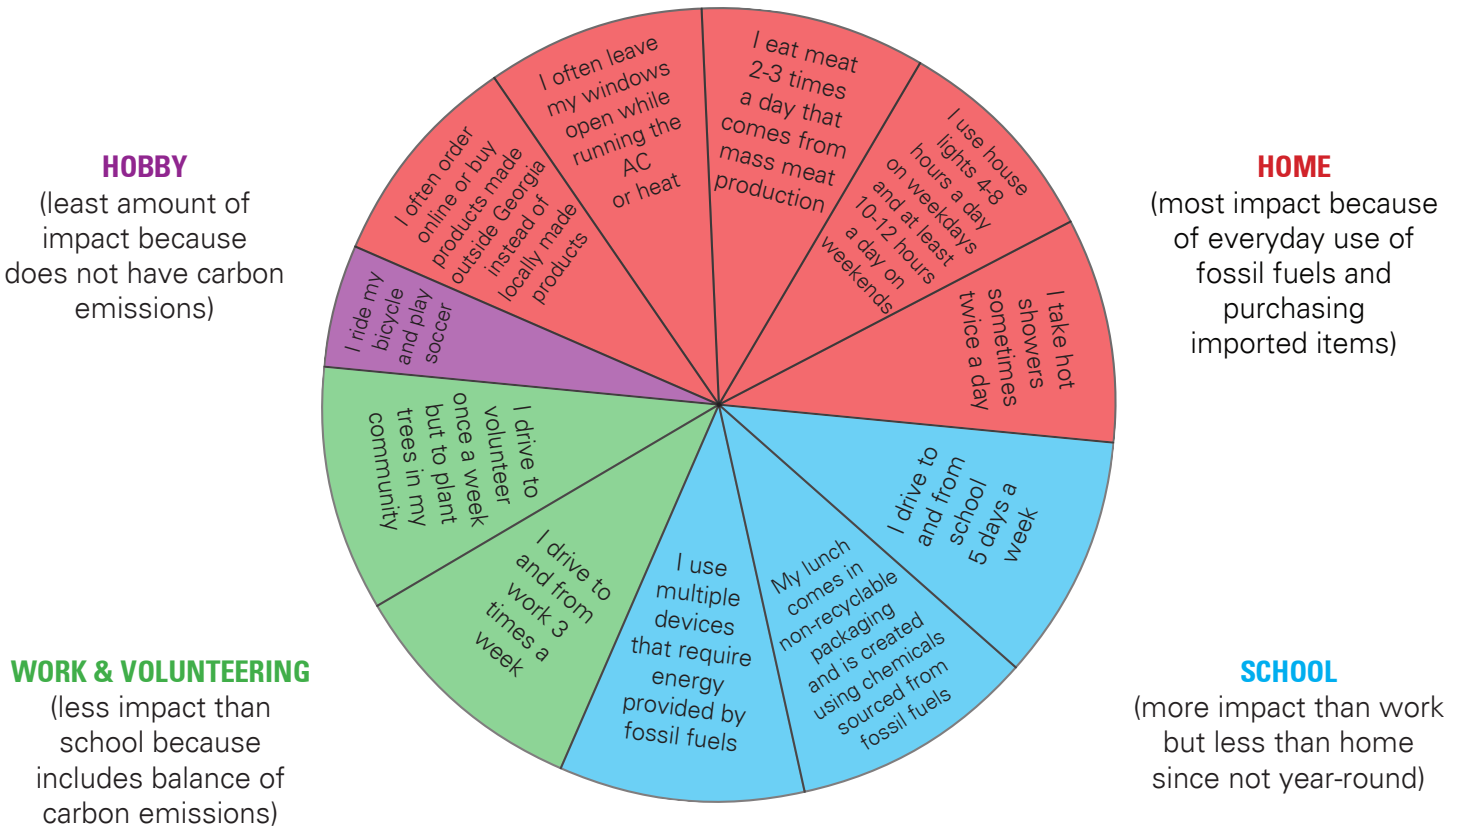 HOBBY
(least amount of
impact because
does not have carbon
emissions)
I often order
online or buy
products made
outside Georgia
instead of
locally made
products
I often leave
my windows
open while
running the
AC
or heat
I eat meat
2-3 times
a day that
comes from
mass meat
production
I use house
lights 4-8
hours a day
on weekdays
and at least
10-12 hours
a day on
weekends
I take hot
showers
sometimes
twice a day
HOME
(most impact because
of everyday use of
fossil fuels and
purchasing
imported items)
I ride my
bicycle
and play
soccer
I drive to
volunteer
once a week
but to plant
trees in my
community
I drive to
and from
work 3
times a
week
I use
multiple
devices
that require
energy
provided by
fossil fuels
My lunch
comes in
non-recyclable
packaging
and is created
using chemicals
sourced from
fossil fuels
I drive to
and from
school
5 days a
week
WORK & VOLUNTEERING
(less impact than
school because
includes balance of
carbon emissions)
SCHOOL
(more impact than work
but less than home
since not year-round)